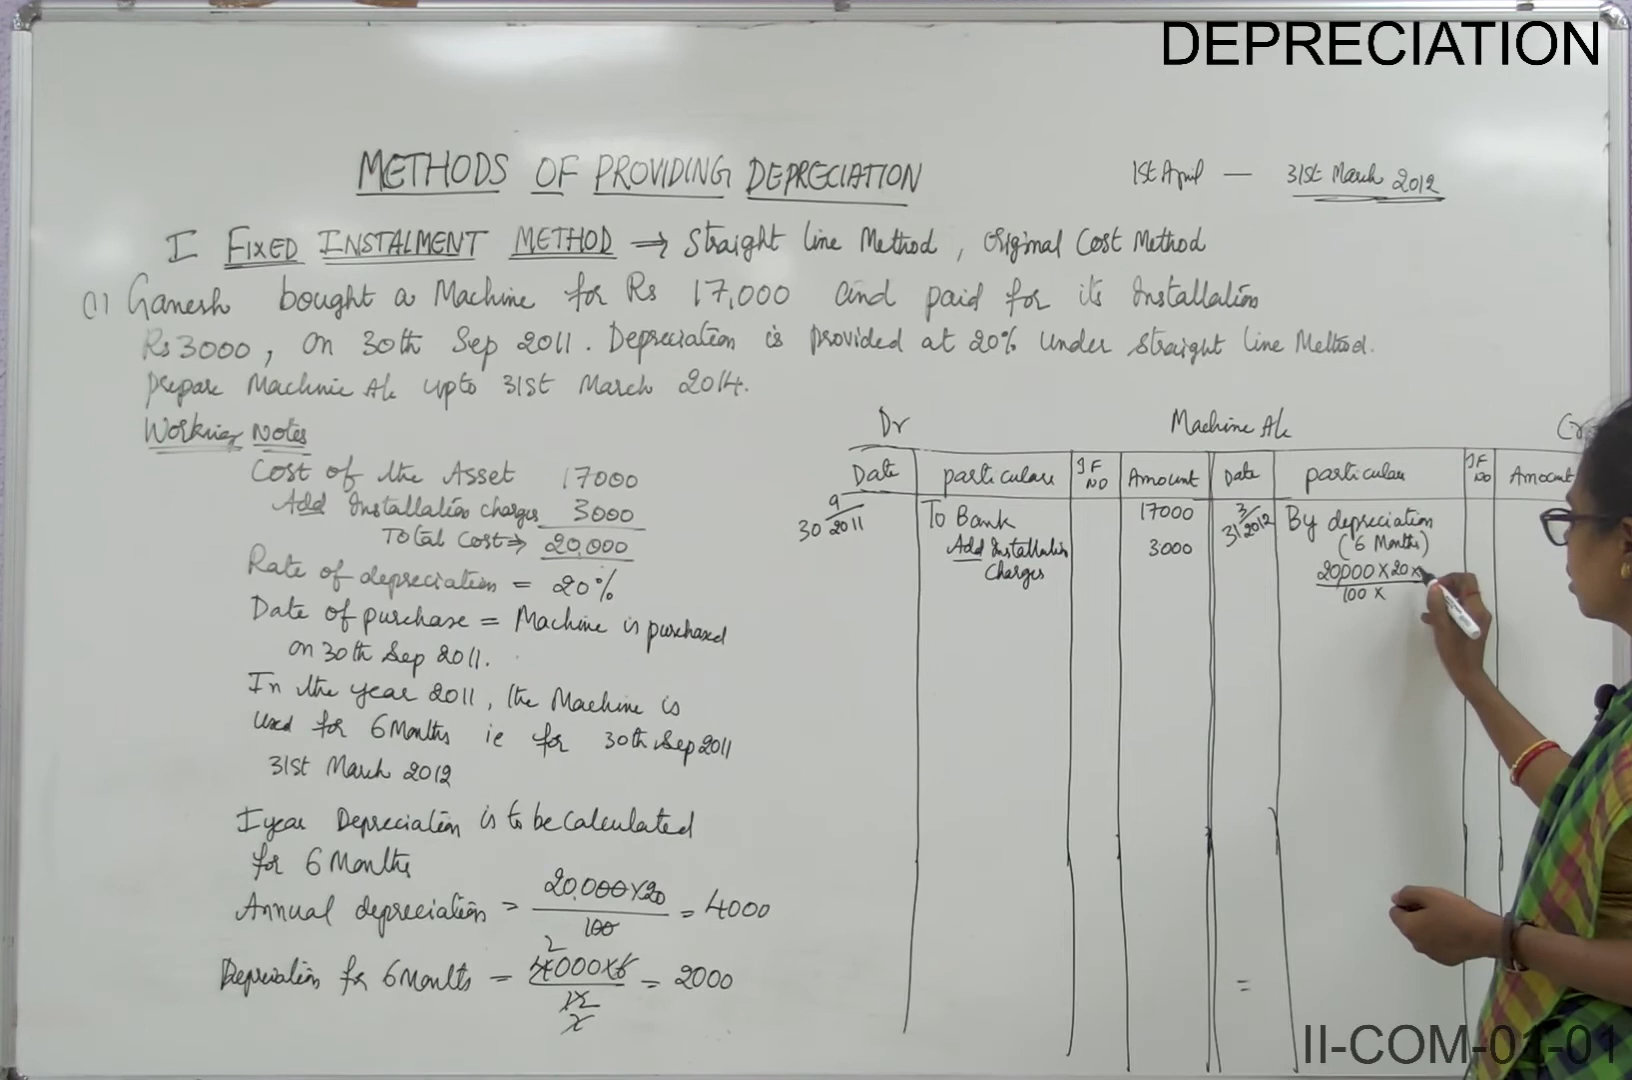 DEPRECIATION
METHODS OF PROVIDING DEPRECIATION
1st April — 31st March 2012
I FIXED INSTALMENT METHOD → Straight Line Method, Original Cost Method
(1) Ganesh bought a Machine for Rs 17,000 and paid for its Installation
Rs 3000, on 30th Sep 2011. Depreciation is provided at 20% under Straight Line Method.
prepare Machine A/c upto 31st March 2014.
Working Notes
Cost of the Asset 17000
Add Installation charges 3000
Total Cost ⇒ 20,000
Rate of depreciation = 20%
Date of purchase = Machine is purchased
on 30th Sep 2011.
In the year 2011, the Machine is
used for 6 Months ie for 30th Sep 2011
31st March 2012
I year Depreciation is to be Calculated
for 6 Months
Annual depreciation = 20,000 x 20 / 100 = 4000
Depreciation for 6 Months = 4000 x 6 / 12 = 2000
2
2
Dr Machine A/c Cr
Date particulars JF NO Amount Date particulars JF NO Amount
30 9/2011 To Bank 17000 31 3/2012 By depreciation
Add Installation 3000 (6 Months)
Charges 20,000 x 20 x
100 x
=
II-COM-01-01